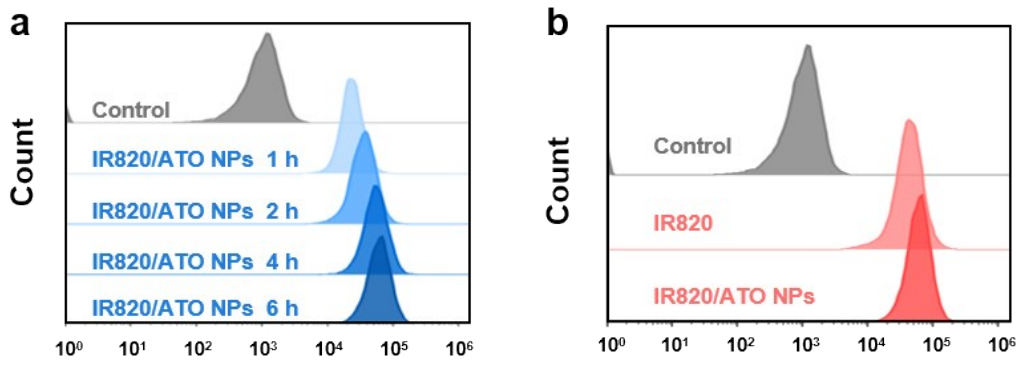 a
Count
Control
IR820/ATO NPs 1 h
IR820/ATO NPs 2 h
IR820/ATO NPs 4 h
IR820/ATO NPs 6 h
10⁰ 10¹ 10² 10³ 10⁴ 10⁵ 10⁶
b
Count
Control
IR820
IR820/ATO NPs
10⁰ 10¹ 10² 10³ 10⁴ 10⁵ 10⁶